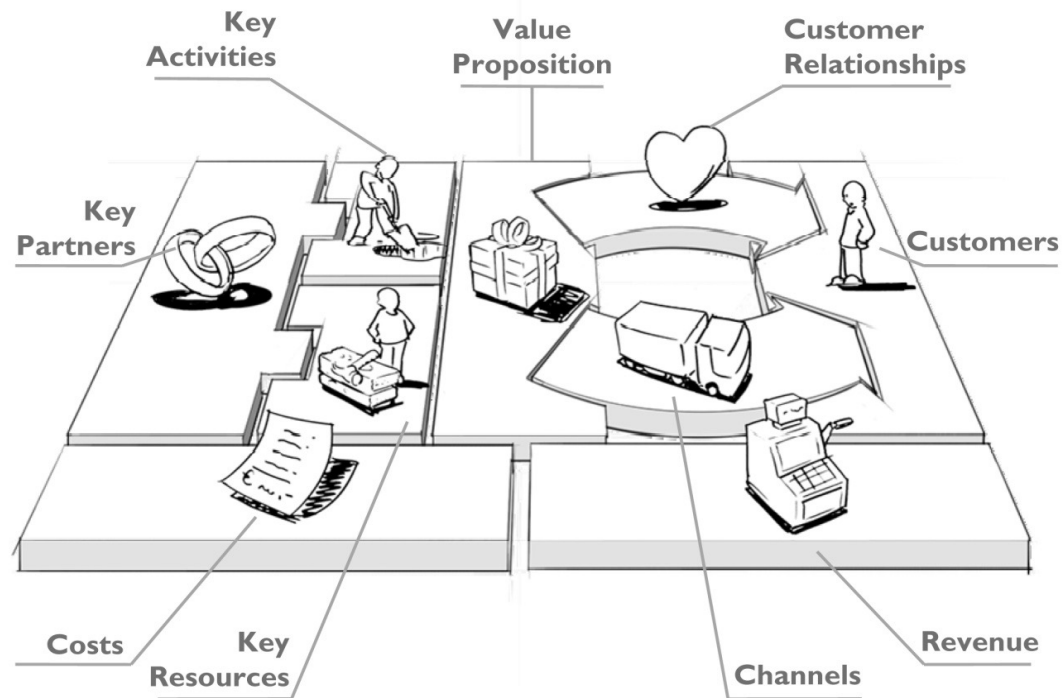 Key
Activities
Value
Proposition
Customer
Relationships
Key
Partners
Customers
Costs
Key
Resources
Channels
Revenue